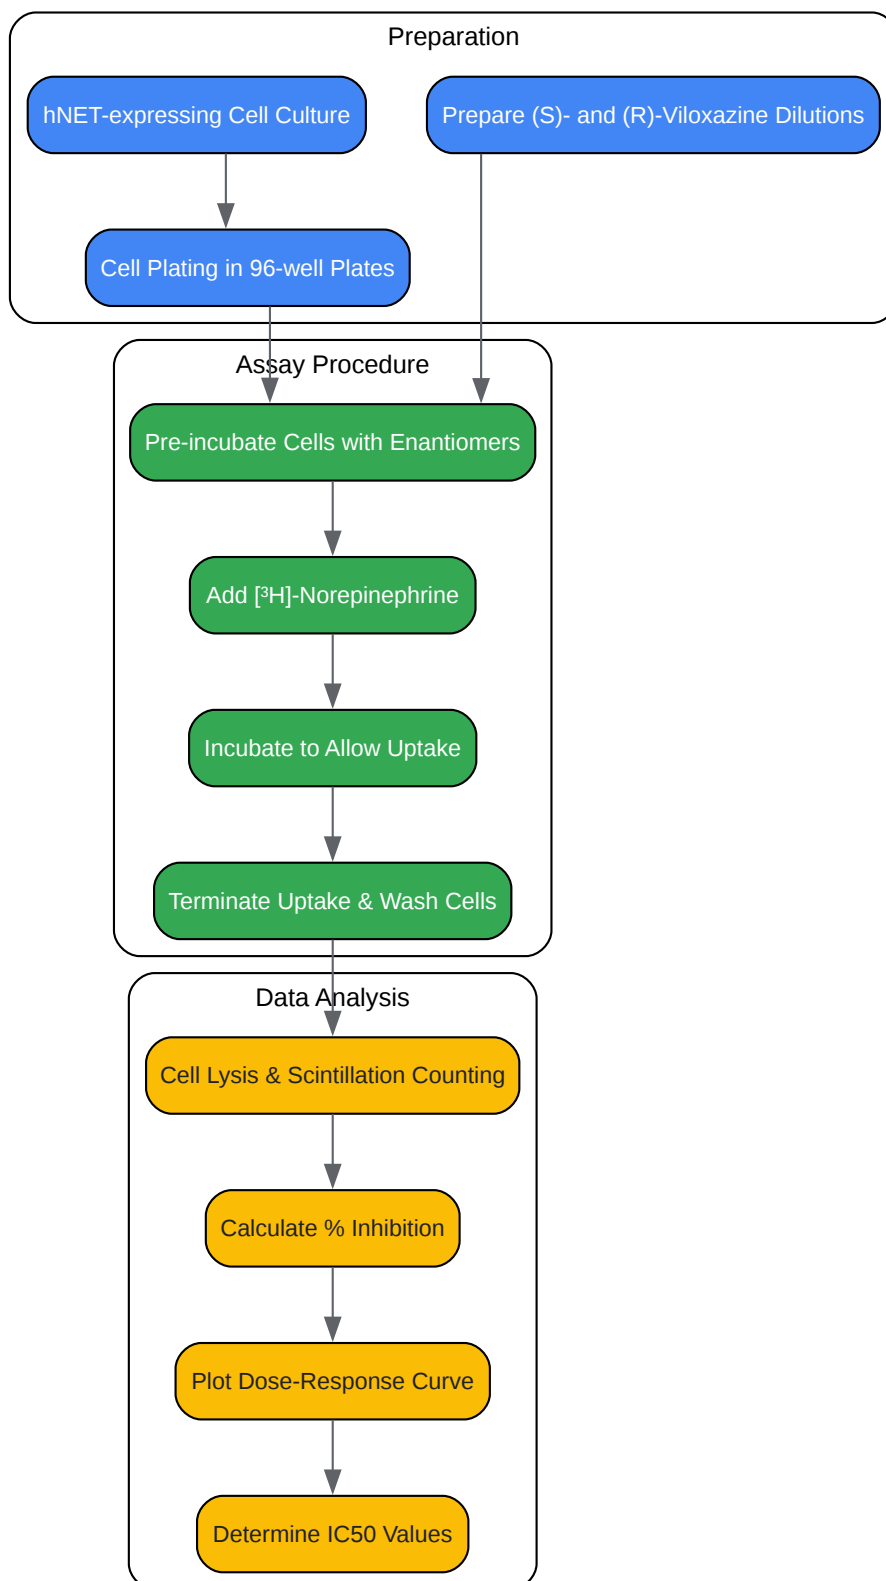 Preparation
hNET-expressing Cell Culture
Prepare (S)- and (R)-Viloxazine Dilutions
Cell Plating in 96-well Plates
Assay Procedure
Pre-incubate Cells with Enantiomers
Add [³H]-Norepinephrine
Incubate to Allow Uptake
Terminate Uptake & Wash Cells
Data Analysis
Cell Lysis & Scintillation Counting
Calculate % Inhibition
Plot Dose-Response Curve
Determine IC50 Values